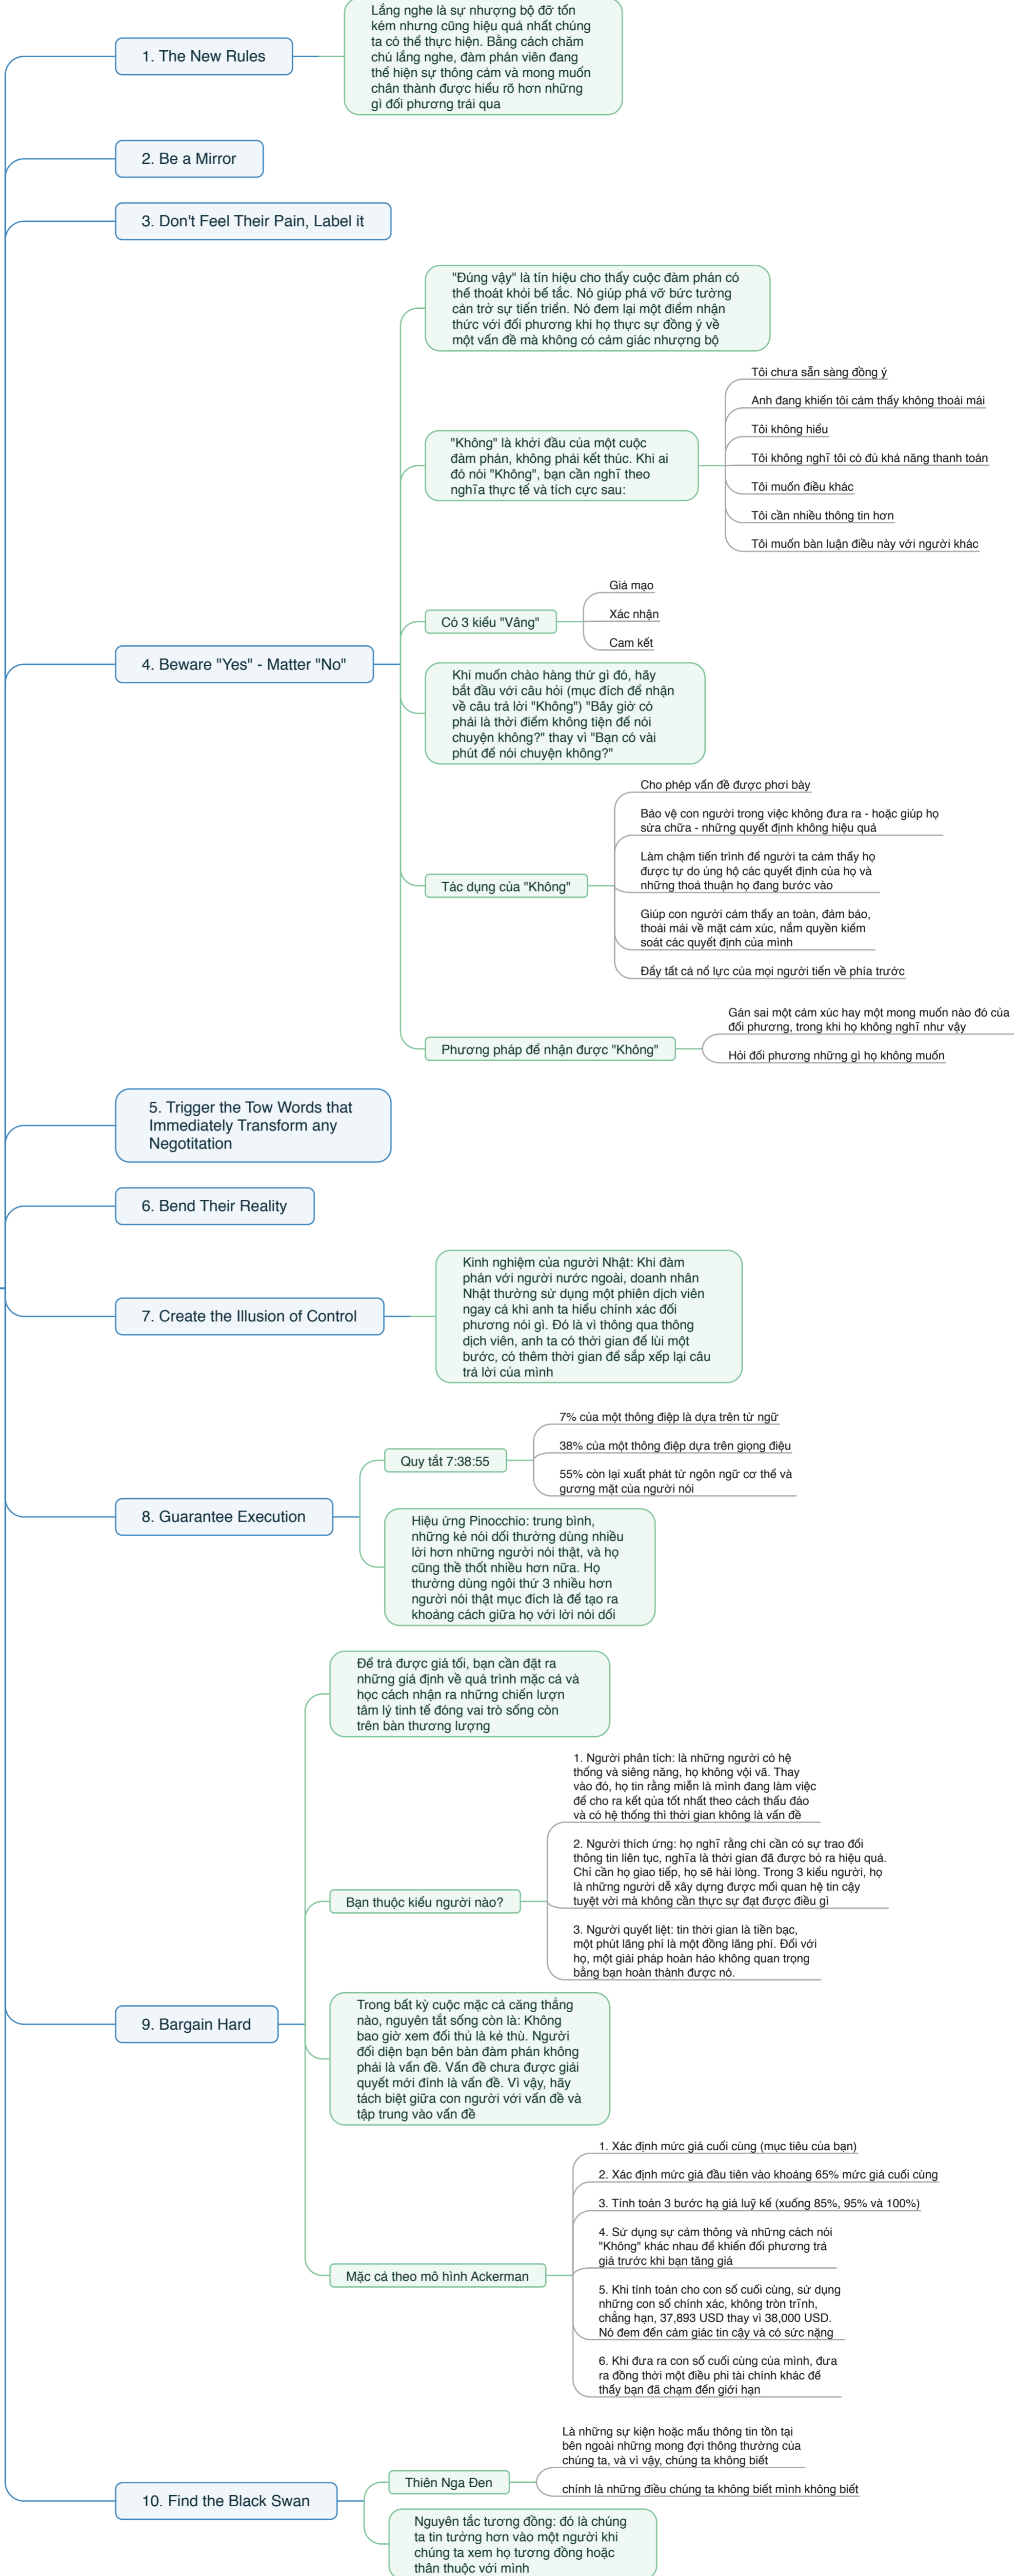 1. The New Rules
Lắng nghe là sự nhượng bộ đỡ tốn
kém nhưng cũng hiệu quả nhất chúng
ta có thể thực hiện. Bằng cách chăm
chú lắng nghe, đàm phán viên đang
thể hiện sự thông cảm và mong muốn
chân thành được hiểu rõ hơn những
gì đối phương trải qua
2. Be a Mirror
3. Don't Feel Their Pain, Label it
4. Beware "Yes" - Matter "No"
"Đúng vậy" là tín hiệu cho thấy cuộc đàm phán có
thể thoát khỏi bế tắc. Nó giúp phá vỡ bức tường
cản trở sự tiến triển. Nó đem lại một điểm nhận
thức với đối phương khi họ thực sự đồng ý về
một vấn đề mà không có cảm giác nhượng bộ
"Không" là khởi đầu của một cuộc
đàm phán, không phải kết thúc. Khi ai
đó nói "Không", bạn cần nghĩ theo
nghĩa thực tế và tích cực sau:
Tôi chưa sẵn sàng đồng ý
Anh đang khiến tôi cảm thấy không thoải mái
Tôi không hiểu
Tôi không nghĩ tôi có đủ khả năng thanh toán
Tôi muốn điều khác
Tôi cần nhiều thông tin hơn
Tôi muốn bàn luận điều này với người khác
Có 3 kiểu "Vâng"
Giả mạo
Xác nhận
Cam kết
Khi muốn chào hàng thứ gì đó, hãy
bắt đầu với câu hỏi (mục đích để nhận
về câu trả lời "Không") "Bây giờ có
phải là thời điểm không tiện để nói
chuyện không?" thay vì "Bạn có vài
phút để nói chuyện không?"
Tác dụng của "Không"
Cho phép vấn đề được phơi bày
Bảo vệ con người trong việc không đưa ra - hoặc giúp họ
sửa chữa - những quyết định không hiệu quả
Làm chậm tiến trình để người ta cảm thấy họ
được tự do ủng hộ các quyết định của họ và
những thoả thuận họ đang bước vào
Giúp con người cảm thấy an toàn, đảm bảo,
thoải mái về mặt cảm xúc, nắm quyền kiểm
soát các quyết định của mình
Đẩy tất cả nổ lực của mọi người tiến về phía trước
Phương pháp để nhận được "Không"
Gán sai một cảm xúc hay một mong muốn nào đó của
đối phương, trong khi họ không nghĩ như vậy
Hỏi đối phương những gì họ không muốn
5. Trigger the Tow Words that
Immediately Transform any
Negotitation
6. Bend Their Reality
7. Create the Illusion of Control
Kinh nghiệm của người Nhật: Khi đàm
phán với người nước ngoài, doanh nhân
Nhật thường sử dụng một phiên dịch viên
ngay cả khi anh ta hiểu chính xác đối
phương nói gì. Đó là vì thông qua thông
dịch viên, anh ta có thời gian để lùi một
bước, có thêm thời gian để sắp xếp lại câu
trả lời của mình
8. Guarantee Execution
Quy tắt 7:38:55
7% của một thông điệp là dựa trên từ ngữ
38% của một thông điệp dựa trên giọng điệu
55% còn lại xuất phát từ ngôn ngữ cơ thể và
gương mặt của người nói
Hiệu ứng Pinocchio: trung bình,
những kẻ nói dối thường dùng nhiều
lời hơn những người nói thật, và họ
cũng thề thốt nhiều hơn nữa. Họ
thường dùng ngôi thứ 3 nhiều hơn
người nói thật mục đích là để tạo ra
khoảng cách giữa họ với lời nói dối
9. Bargain Hard
Để trả được giá tối, bạn cần đặt ra
những giả định về quá trình mặc cả và
học cách nhận ra những chiến lượn
tâm lý tinh tế đóng vai trò sống còn
trên bàn thương lượng
Bạn thuộc kiểu người nào?
1. Người phân tích: là những người có hệ
thống và siêng năng, họ không vội vã. Thay
vào đó, họ tin rằng miễn là mình đang làm việc
để cho ra kết qủa tốt nhất theo cách thấu đáo
và có hệ thống thì thời gian không là vấn đề
2. Người thích ứng: họ nghĩ rằng chỉ cần có sự trao đổi
thông tin liên tục, nghĩa là thời gian đã được bỏ ra hiệu quả.
Chỉ cần họ giao tiếp, họ sẽ hài lòng. Trong 3 kiểu người, họ
là những người dễ xây dựng được mối quan hệ tin cậy
tuyệt vời mà không cần thực sự đạt được điều gì
3. Người quyết liệt: tin thời gian là tiền bạc,
một phút lãng phí là một đồng lãng phí. Đối với
họ, một giải pháp hoàn hảo không quan trọng
bằng bạn hoàn thành được nó.
Trong bất kỳ cuộc mặc cả căng thẳng
nào, nguyên tắt sống còn là: Không
bao giờ xem đối thủ là kẻ thù. Người
đối diện bạn bên bàn đàm phán không
phải là vấn đề. Vấn đề chưa được giải
quyết mới đính là vấn đề. Vì vậy, hãy
tách biệt giữa con người với vấn đề và
tập trung vào vấn đề
Mặc cả theo mô hình Ackerman
1. Xác định mức giá cuối cùng (mục tiêu của bạn)
2. Xác định mức giá đầu tiên vào khoảng 65% mức giá cuối cùng
3. Tính toán 3 bước hạ giá luỹ kế (xuống 85%, 95% và 100%)
4. Sử dụng sự cảm thông và những cách nói
"Không" khác nhau để khiến đối phương trả
giá trước khi bạn tăng giá
5. Khi tính toán cho con số cuối cùng, sử dụng
những con số chính xác, không tròn trĩnh,
chẳng hạn, 37,893 USD thay vì 38,000 USD.
Nó đem đến cảm giác tin cậy và có sức nặng
6. Khi đưa ra con số cuối cùng của mình, đưa
ra đồng thời một điều phi tài chính khác để
thấy bạn đã chạm đến giới hạn
10. Find the Black Swan
Thiên Nga Đen
Là những sự kiện hoặc mẩu thông tin tồn tại
bên ngoài những mong đợi thông thường của
chúng ta, và vì vậy, chúng ta không biết
chính là những điều chúng ta không biết mình không biết
Nguyên tắc tương đồng: đó là chúng
ta tin tưởng hơn vào một người khi
chúng ta xem họ tương đồng hoặc
thân thuộc với mình